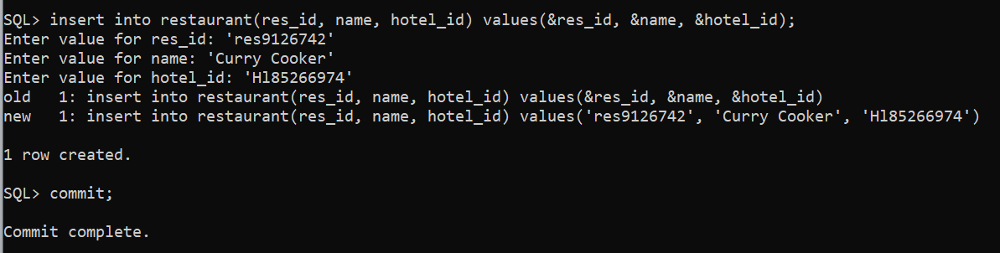 SQL> insert into restaurant(res_id, name, hotel_id) values(&res_id, &name, &hotel_id);
Enter value for res_id: 'res9126742'
Enter value for name: 'Curry Cooker'
Enter value for hotel_id: 'Hl85266974'
old   1: insert into restaurant(res_id, name, hotel_id) values(&res_id, &name, &hotel_id)
new   1: insert into restaurant(res_id, name, hotel_id) values('res9126742', 'Curry Cooker', 'Hl85266974')
1 row created.
SQL> commit;
Commit complete.